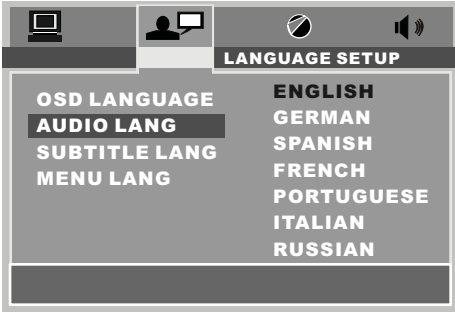 LANGUAGE SETUP
OSD LANGUAGE
AUDIO LANG
SUBTITLE LANG
MENU LANG
ENGLISH
GERMAN
SPANISH
FRENCH
PORTUGUESE
ITALIAN
RUSSIAN